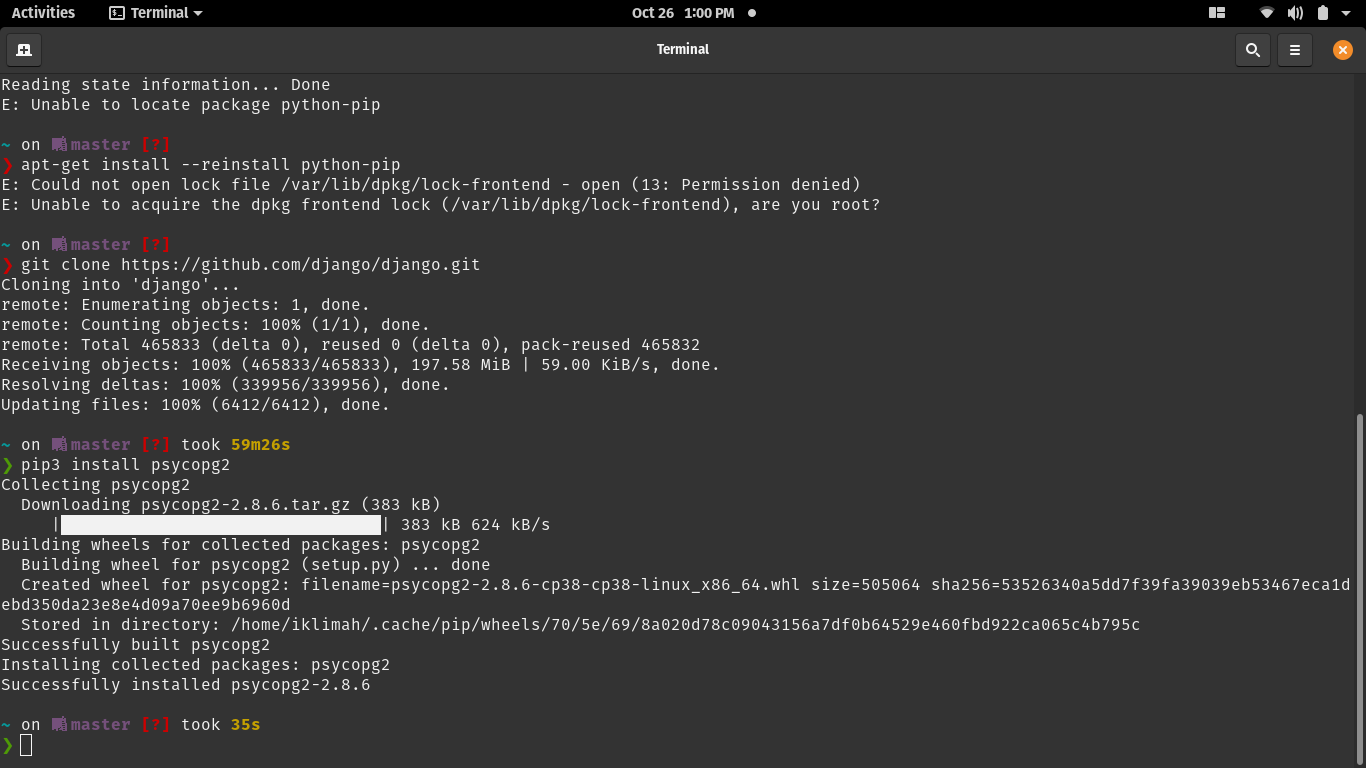 Activities Terminal Oct 26 1:00 PM
Terminal
Reading state information... Done
E: Unable to locate package python-pip
~ on master [?]
❯ apt-get install --reinstall python-pip
E: Could not open lock file /var/lib/dpkg/lock-frontend - open (13: Permission denied)
E: Unable to acquire the dpkg frontend lock (/var/lib/dpkg/lock-frontend), are you root?
~ on master [?]
❯ git clone https://github.com/django/django.git
Cloning into 'django'...
remote: Enumerating objects: 1, done.
remote: Counting objects: 100% (1/1), done.
remote: Total 465833 (delta 0), reused 0 (delta 0), pack-reused 465832
Receiving objects: 100% (465833/465833), 197.58 MiB | 59.00 KiB/s, done.
Resolving deltas: 100% (339956/339956), done.
Updating files: 100% (6412/6412), done.
~ on master [?] took 59m26s
❯ pip3 install psycopg2
Collecting psycopg2
  Downloading psycopg2-2.8.6.tar.gz (383 kB)
     |████████████████████████████████| 383 kB 624 kB/s
Building wheels for collected packages: psycopg2
  Building wheel for psycopg2 (setup.py) ... done
  Created wheel for psycopg2: filename=psycopg2-2.8.6-cp38-cp38-linux_x86_64.whl size=505064 sha256=53526340a5dd7f39fa39039eb53467eca1d
ebd350da23e8e4d09a70ee9b6960d
  Stored in directory: /home/iklimah/.cache/pip/wheels/70/5e/69/8a020d78c09043156a7df0b64529e460fbd922ca065c4b795c
Successfully built psycopg2
Installing collected packages: psycopg2
Successfully installed psycopg2-2.8.6
~ on master [?] took 35s
❯